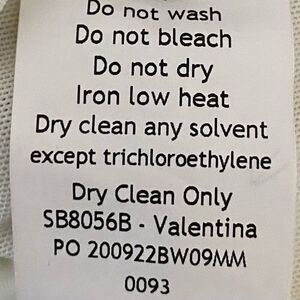 Do not wash
Do not bleach
Do not dry
Iron low heat
Dry clean any solvent
except trichloroethylene
Dry Clean Only
SB8056B - Valentina
PO 200922BW09MM
0093